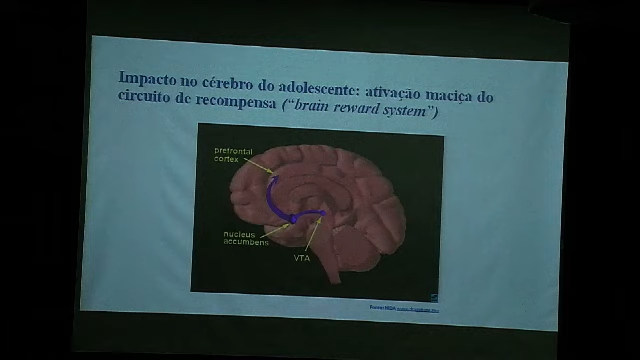 Impacto no cérebro do adolescente: ativação maciça do
circuito de recompensa ("brain reward system")
prefrontal
cortex
nucleus
accumbens
VTA